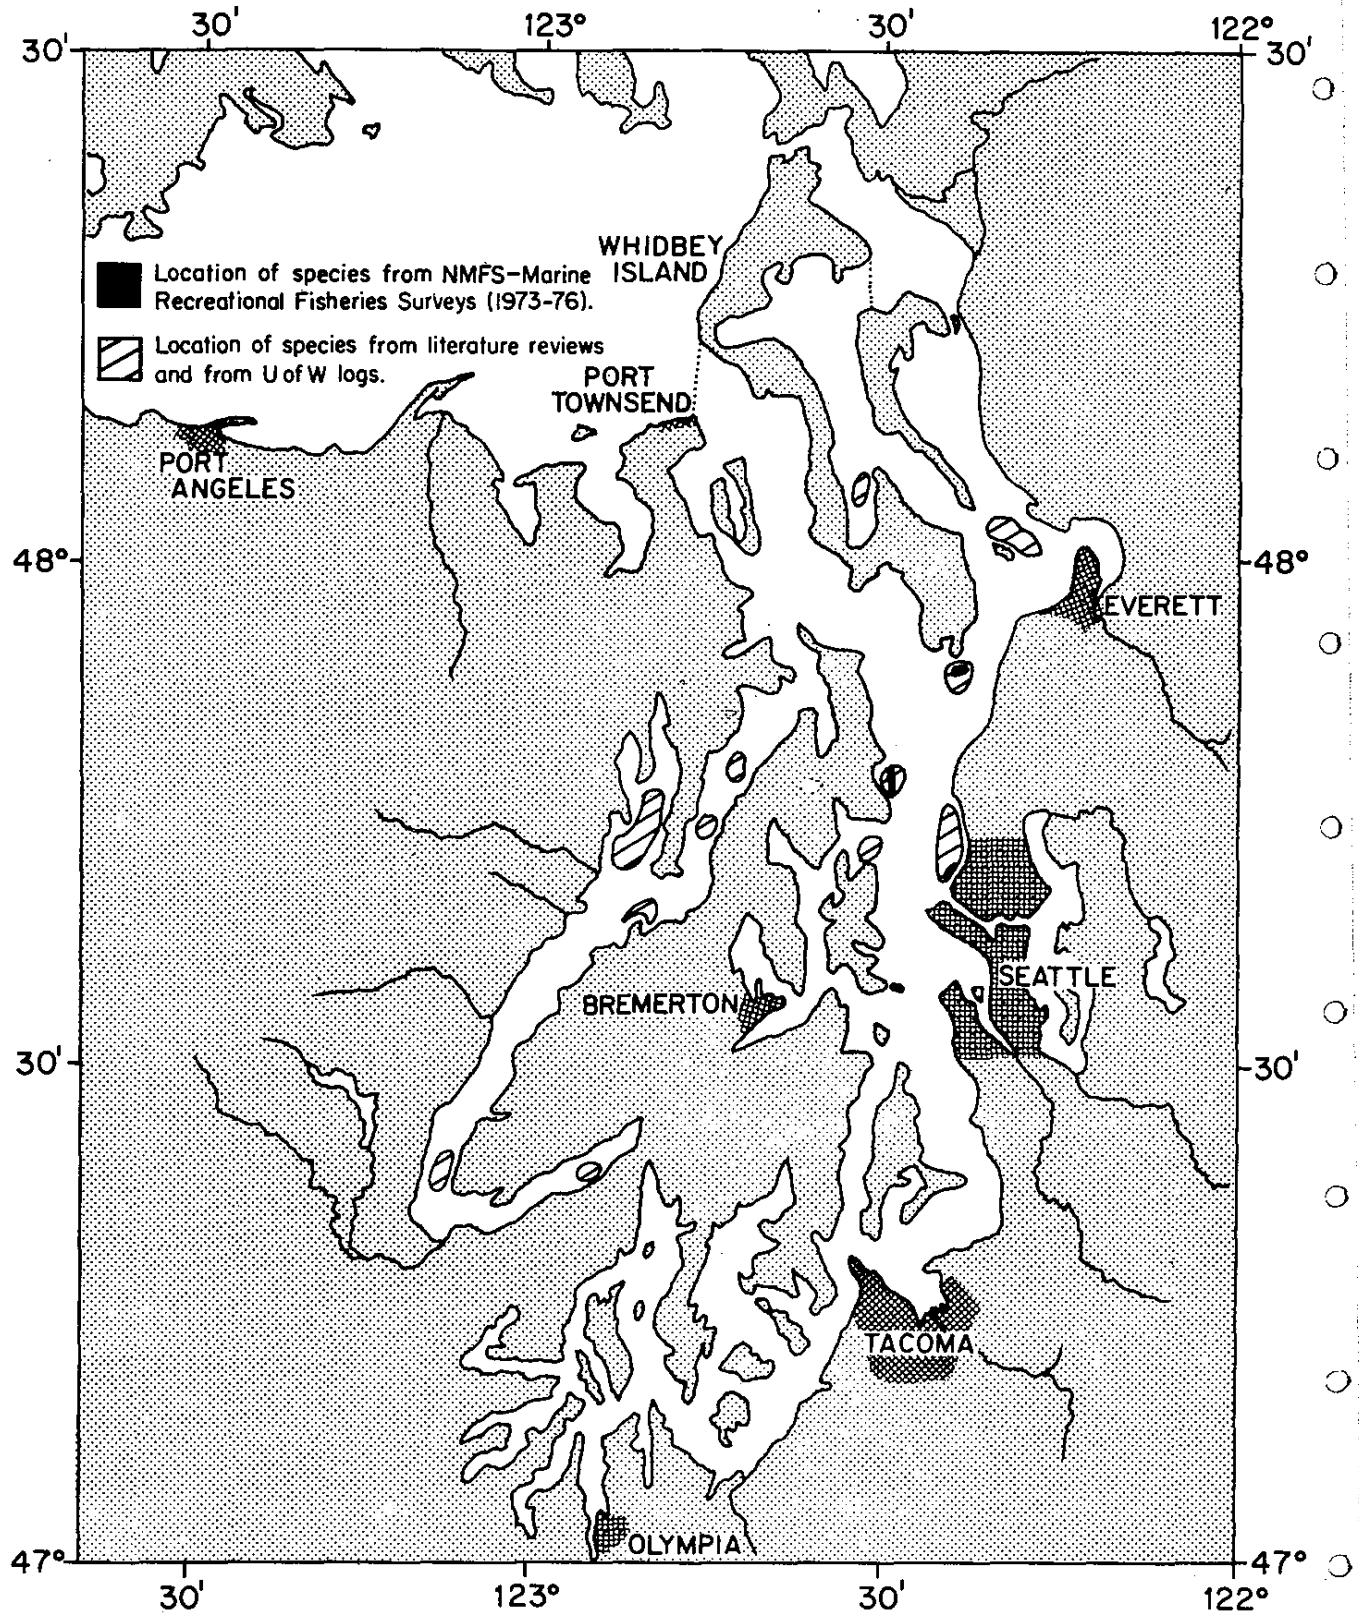 30' 123° 30' 122°
30' 30'
WHIDBEY
ISLAND
Location of species from NMFS-Marine
Recreational Fisheries Surveys (1973-76).
Location of species from literature reviews
and from U of W logs.
PORT
TOWNSEND
PORT
ANGELES
48° 48°
EVERETT
SEATTLE
BREMERTON
30' 30'
TACOMA
OLYMPIA
47° 47°
30' 123° 30' 122°